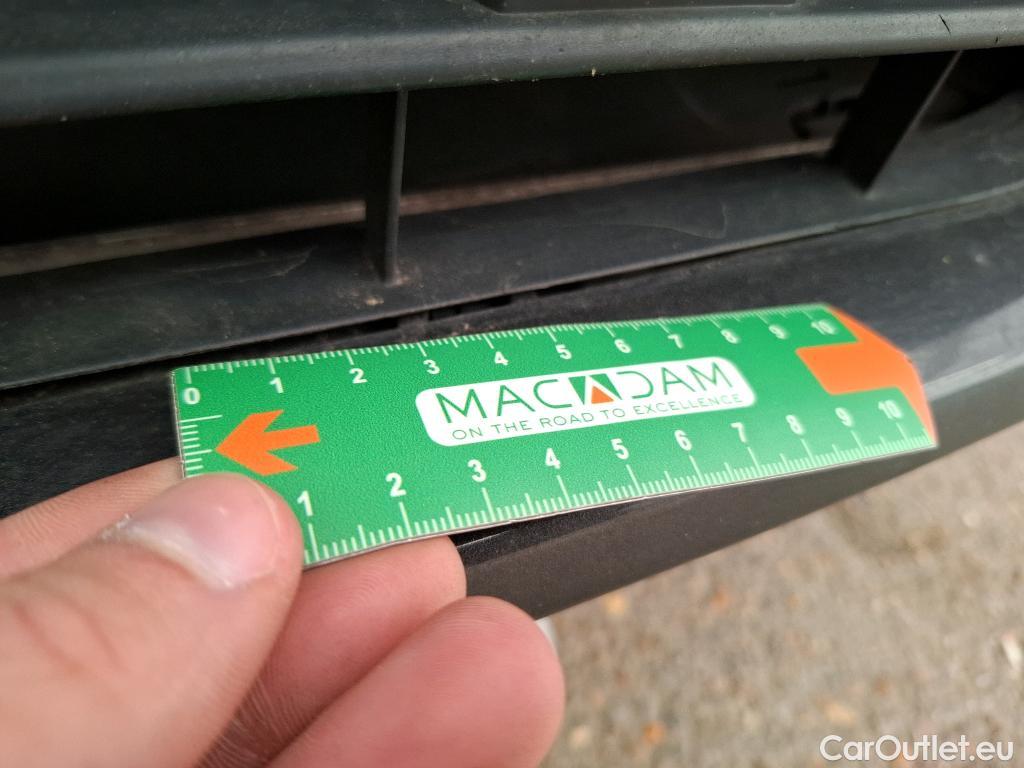 0 1 2 3 4 5 6 7 8 9 10
MACADAM
ON THE ROAD TO EXCELLENCE
1 2 3 4 5 6 7 8 9 10
CarOutlet.eu